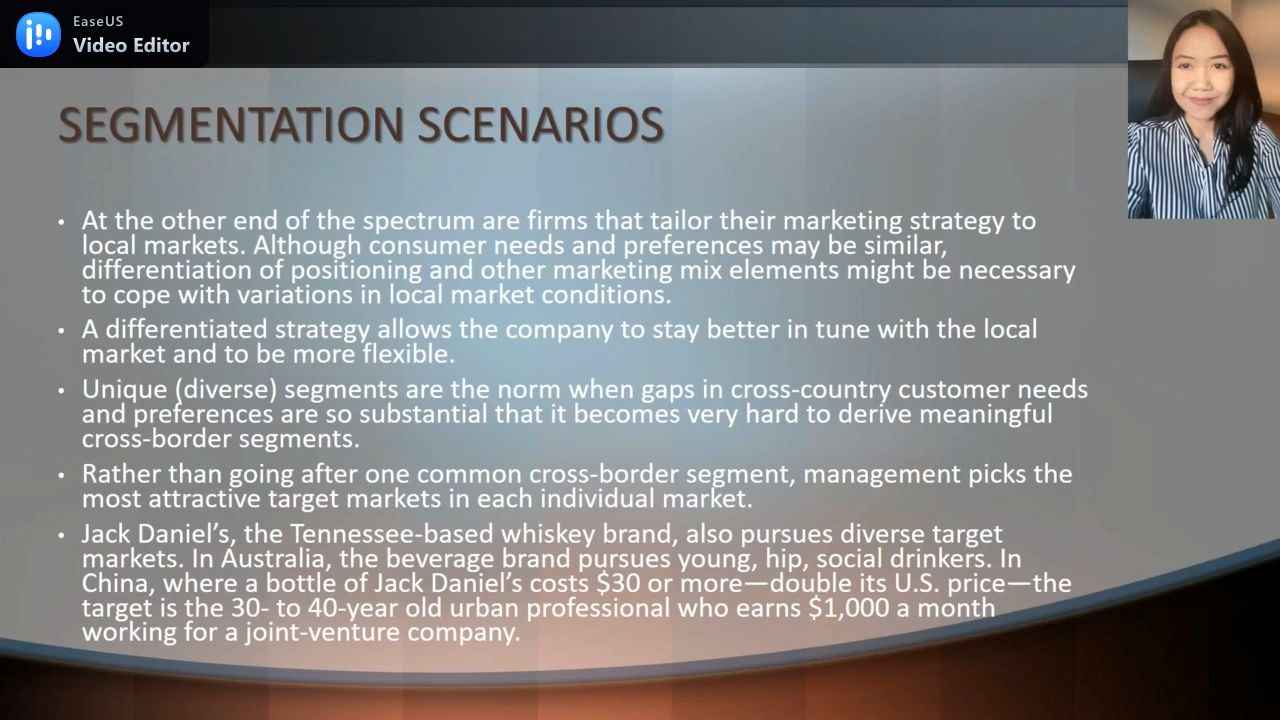 EaseUS
Video Editor
SEGMENTATION SCENARIOS
• At the other end of the spectrum are firms that tailor their marketing strategy to
local markets. Although consumer needs and preferences may be similar,
differentiation of positioning and other marketing mix elements might be necessary
to cope with variations in local market conditions.
• A differentiated strategy allows the company to stay better in tune with the local
market and to be more flexible.
• Unique (diverse) segments are the norm when gaps in cross-country customer needs
and preferences are so substantial that it becomes very hard to derive meaningful
cross-border segments.
• Rather than going after one common cross-border segment, management picks the
most attractive target markets in each individual market.
• Jack Daniel’s, the Tennessee-based whiskey brand, also pursues diverse target
markets. In Australia, the beverage brand pursues young, hip, social drinkers. In
China, where a bottle of Jack Daniel’s costs $30 or more—double its U.S. price—the
target is the 30- to 40-year old urban professional who earns $1,000 a month
working for a joint-venture company.